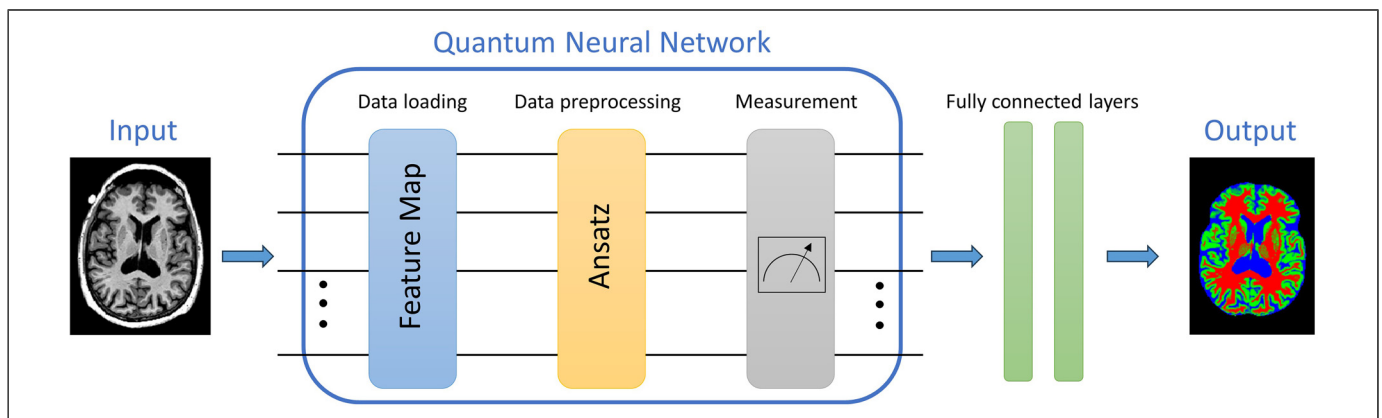 Quantum Neural Network
Data loading
Data preprocessing
Measurement
Fully connected layers
Input
Output
Feature Map
Ansatz